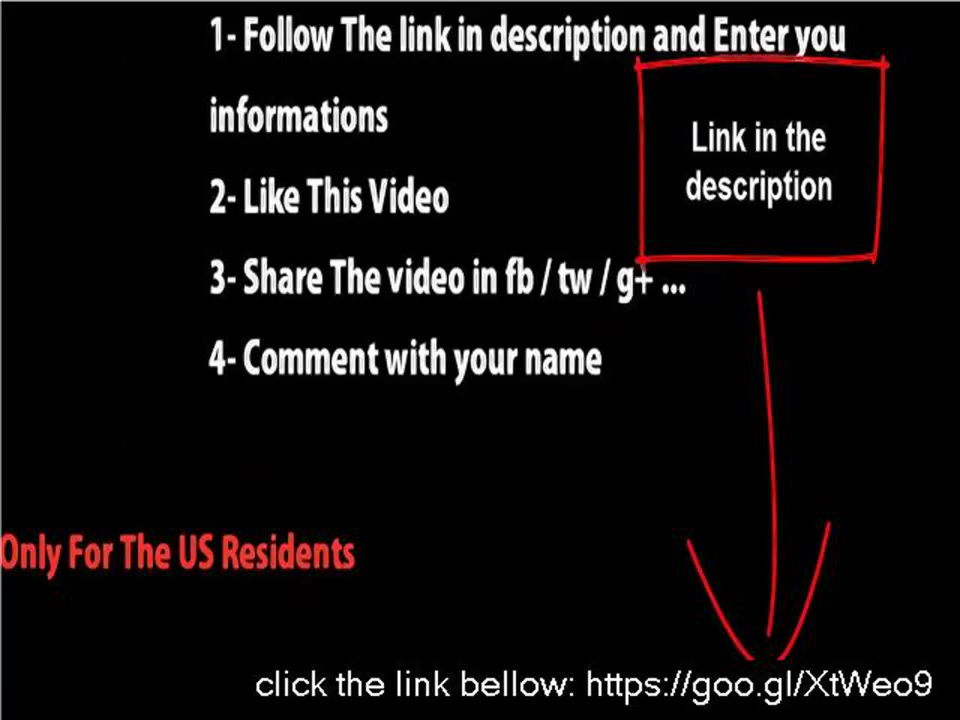 1- Follow The link in description and Enter you
informations
Link in the
description
2- Like This Video
3- Share The video in fb / tw / g+ ...
4- Comment with your name
Only For The US Residents
click the link bellow: https://goo.gl/XtWeo9